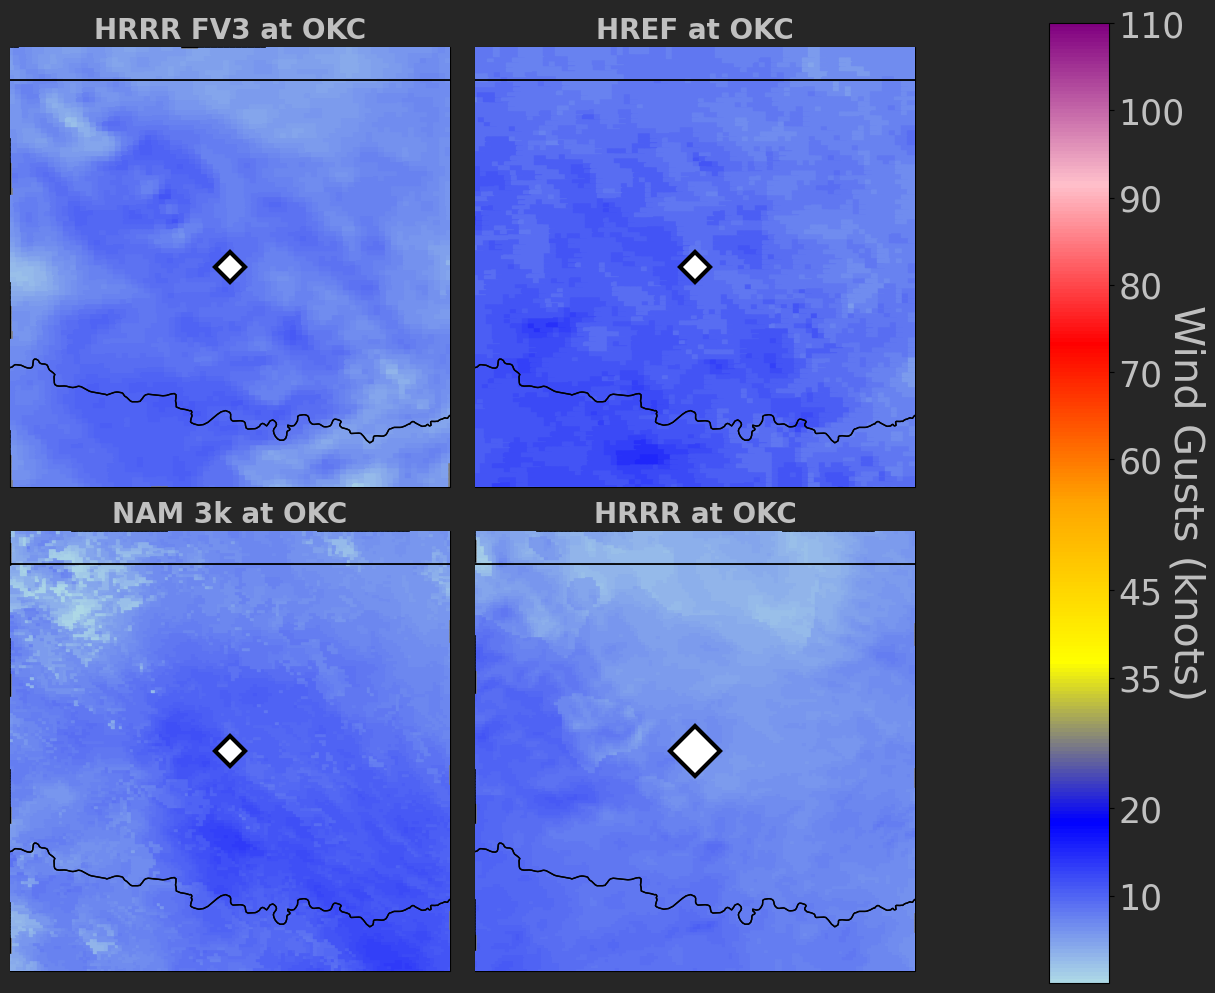 HRRR FV3 at OKC
HREF at OKC
NAM 3k at OKC
HRRR at OKC
110
100
90
80
70
60
45
35
20
10
Wind Gusts (knots)